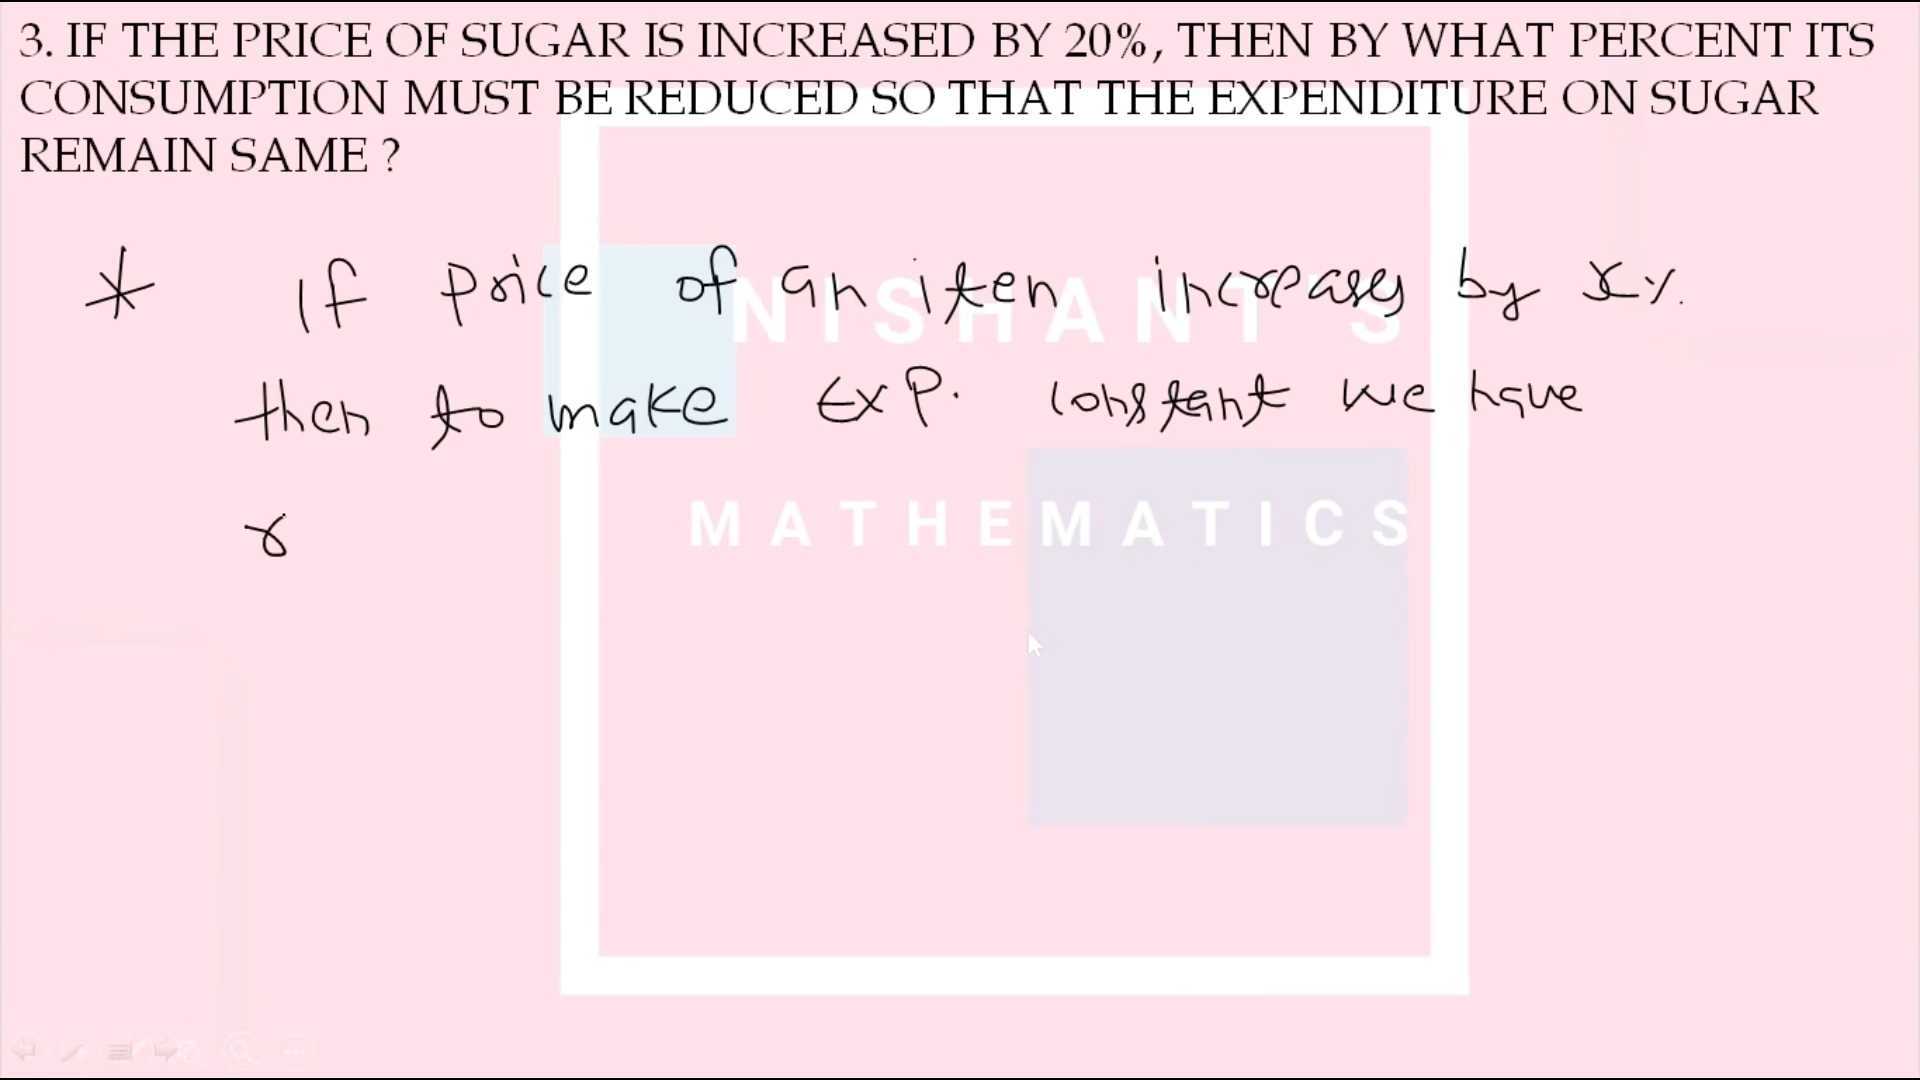 3. IF THE PRICE OF SUGAR IS INCREASED BY 20%, THEN BY WHAT PERCENT ITS
CONSUMPTION MUST BE REDUCED SO THAT THE EXPENDITURE ON SUGAR
REMAIN SAME ?
* If price of an iten increases by x%.
NISHANT'S
then to make Exp. constant we have
MATHEMATICS
r